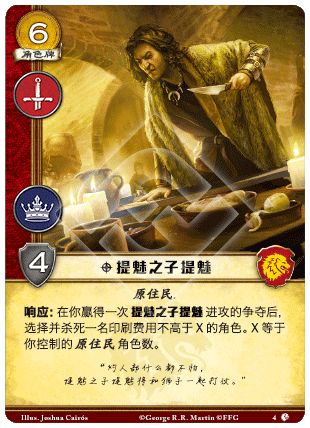 6
角色牌
4
提魅之子提魅
原住民.
响应: 在你赢得一次 提魅之子提魅 进攻的争夺后,
选择并杀死一名印刷费用不高于 X 的角色。X 等于
你控制的 原住民 角色数。
“灼人部什么都不怕,
提魅之子提魅将和狮子一起打仗。”
Illus. Joshua Cairós
©George R.R. Martin ©FFG
4